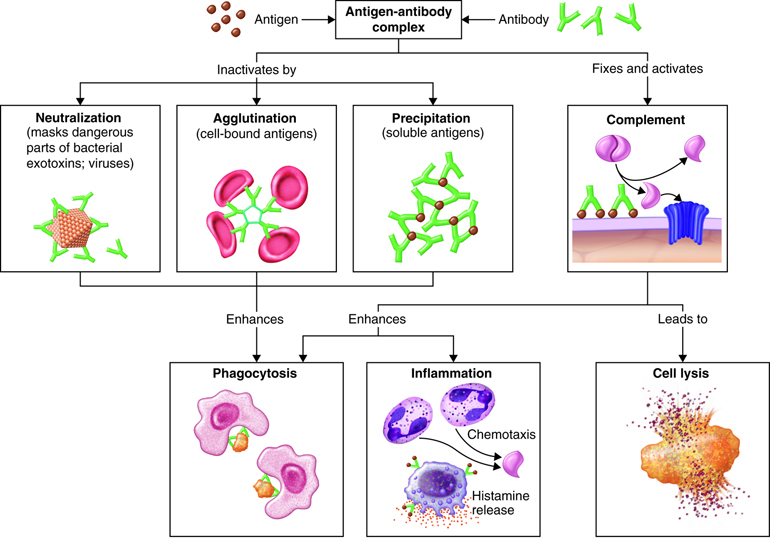 Antigen
Antigen-antibody
complex
Antibody
Inactivates by
Fixes and activates
Neutralization
(masks dangerous
parts of bacterial
exotoxins; viruses)
Agglutination
(cell-bound antigens)
Precipitation
(soluble antigens)
Complement
Enhances
Enhances
Leads to
Phagocytosis
Inflammation
Chemotaxis
Histamine
release
Cell lysis